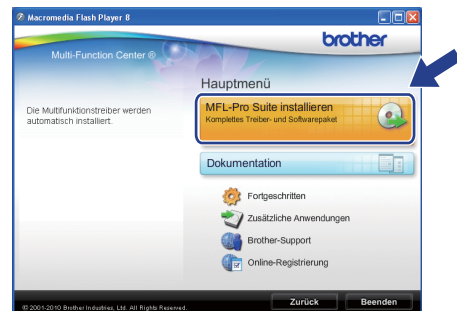 Macromedia Flash Player 8
brother
Multi-Function Center ®
Hauptmenü
Die Multifunktionstreiber werden
automatisch installiert.
MFL-Pro Suite installieren
Komplettes Treiber- und Softwarepaket
Dokumentation
Fortgeschritten
Zusätzliche Anwendungen
Brother-Support
Online-Registrierung
© 2001-2010 Brother Industries, Ltd. All Rights Reserved.
Zurück
Beenden